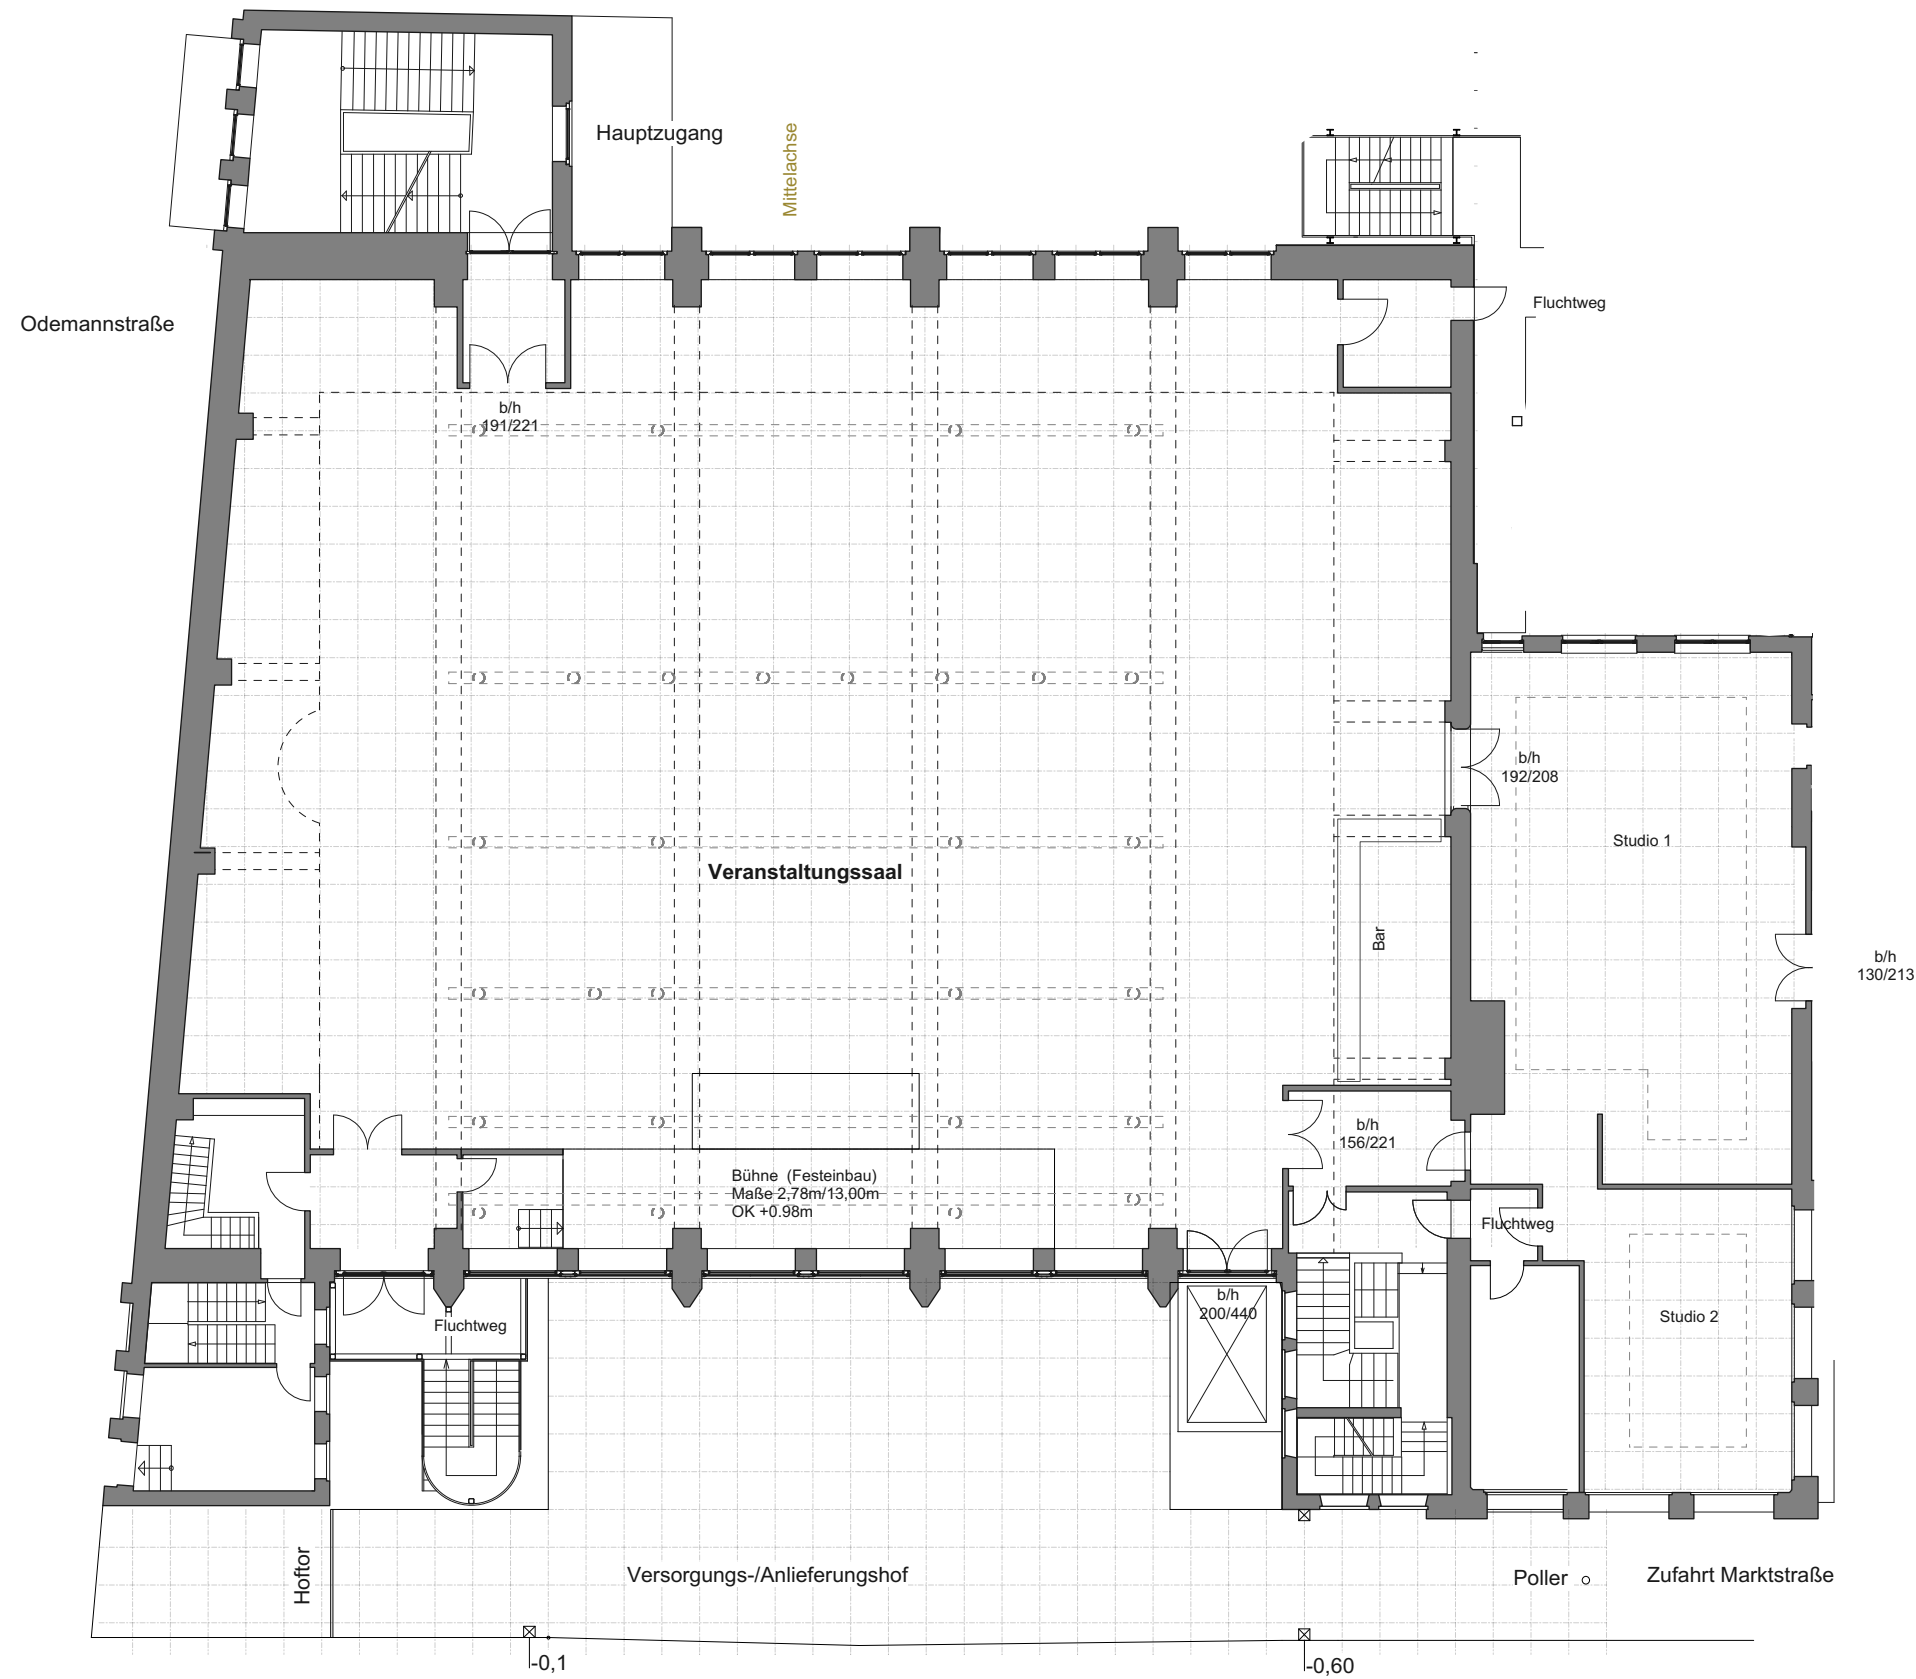 Hauptzugang
Mittelachse
Odemannstraße
Fluchtweg
b/h
191/221
b/h
192/208
Studio 1
Veranstaltungssaal
Bar
b/h
130/213
b/h
156/221
Bühne (Festeinbau)
Maße 2,78m/13,00m
OK +0.98m
Fluchtweg
b/h
200/440
Fluchtweg
Studio 2
Hoftor
Versorgungs-/Anlieferungshof
Poller
Zufahrt Marktstraße
-0,1
-0,60